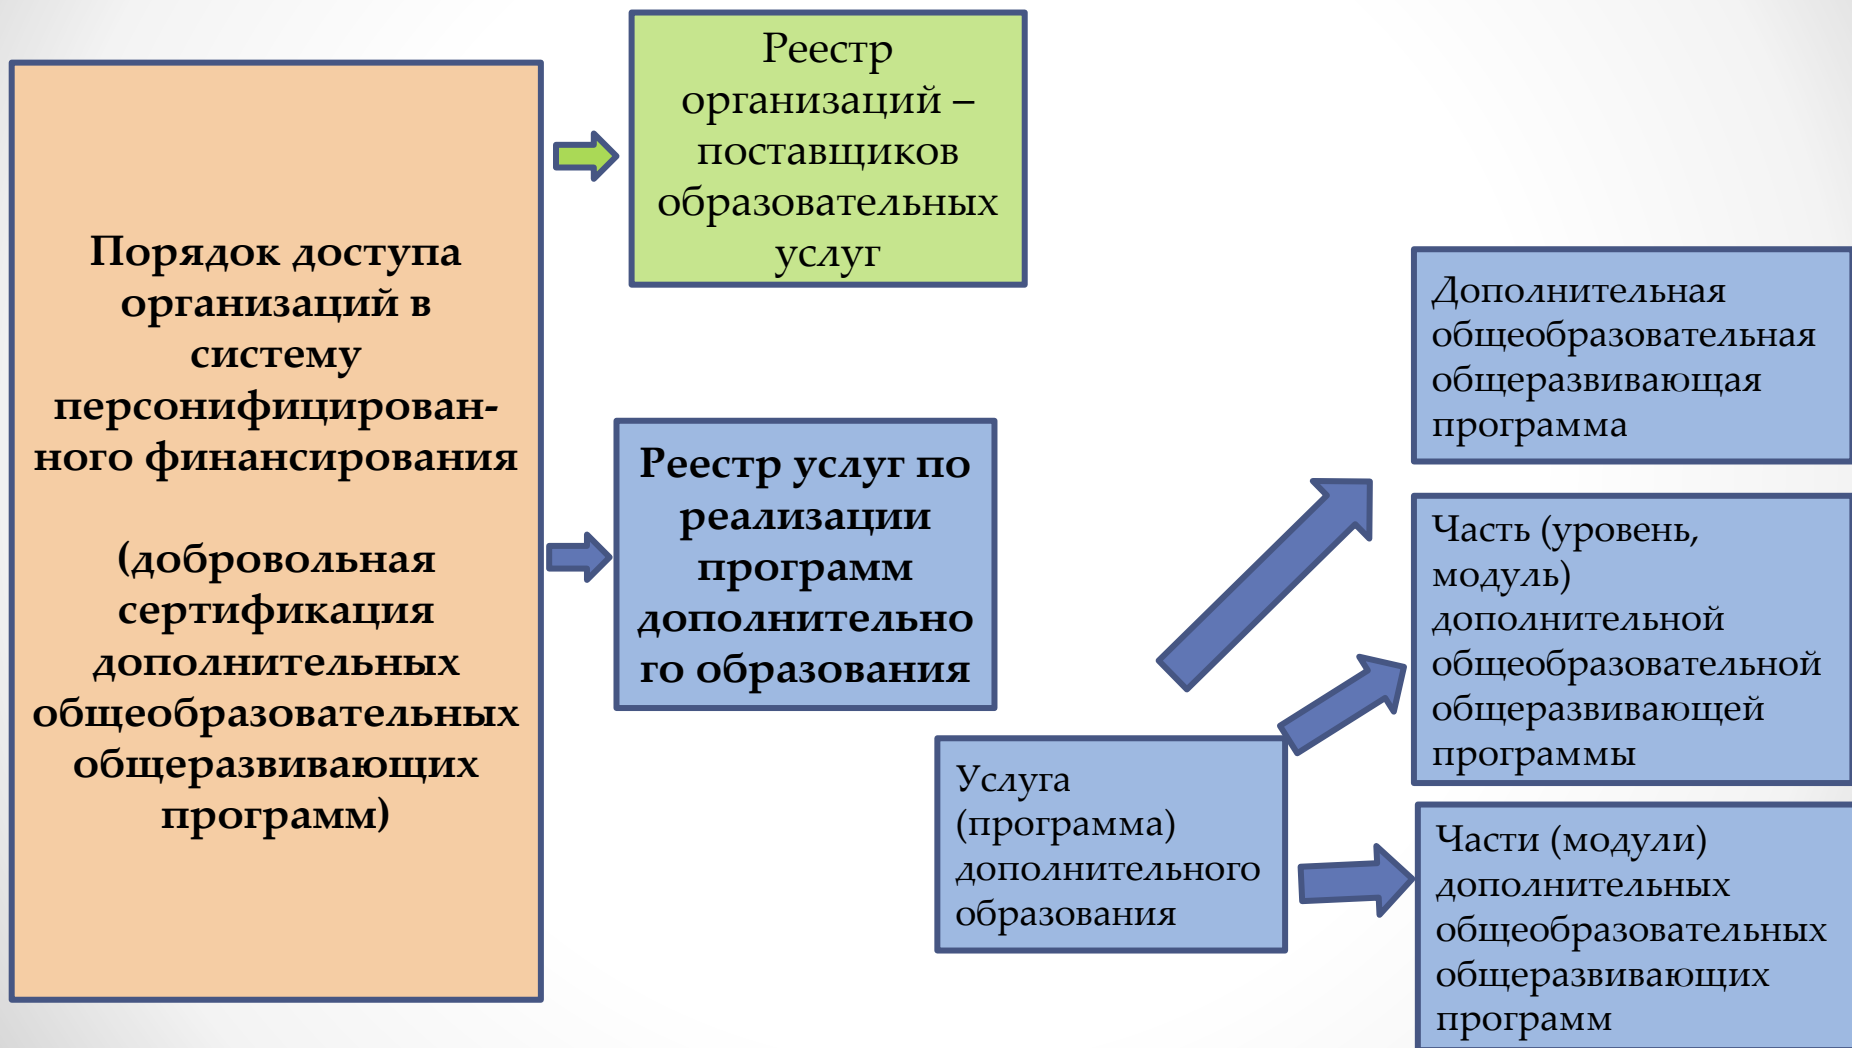 Порядок доступа
организаций в
систему
персонифицирован-
ного финансирования
(добровольная
сертификация
дополнительных
общеобразовательных
общеразвивающих
программ)
Реестр
организаций –
поставщиков
образовательных
услуг
Реестр услуг по
реализации
программ
дополнительно
го образования
Услуга
(программа)
дополнительного
образования
Дополнительная
общеобразовательная
общеразвивающая
программа
Часть (уровень,
модуль)
дополнительной
общеобразовательной
общеразвивающей
программы
Части (модули)
дополнительных
общеобразовательных
общеразвивающих
программ